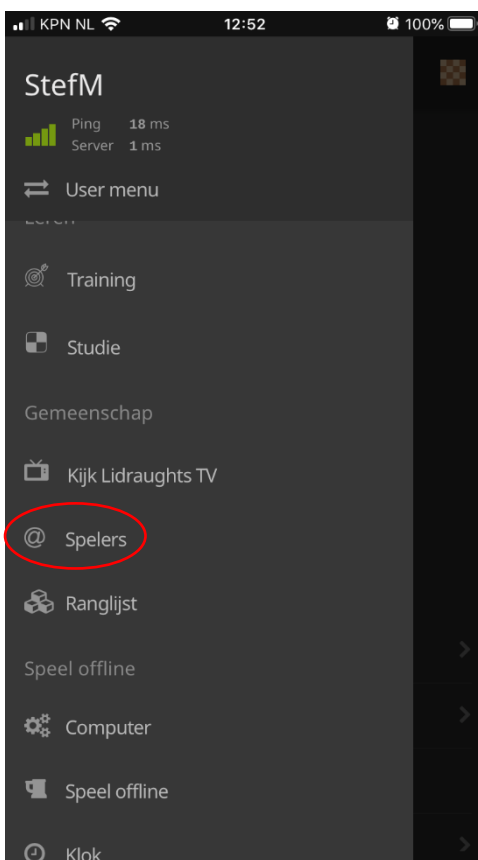 KPN NL 12:52 100%
StefM
Ping 18 ms
Server 1 ms
User menu
Leren
Training
Studie
Gemeenschap
Kijk Lidraughts TV
@ Spelers
Ranglijst
Speel offline
Computer
Speel offline
Klok